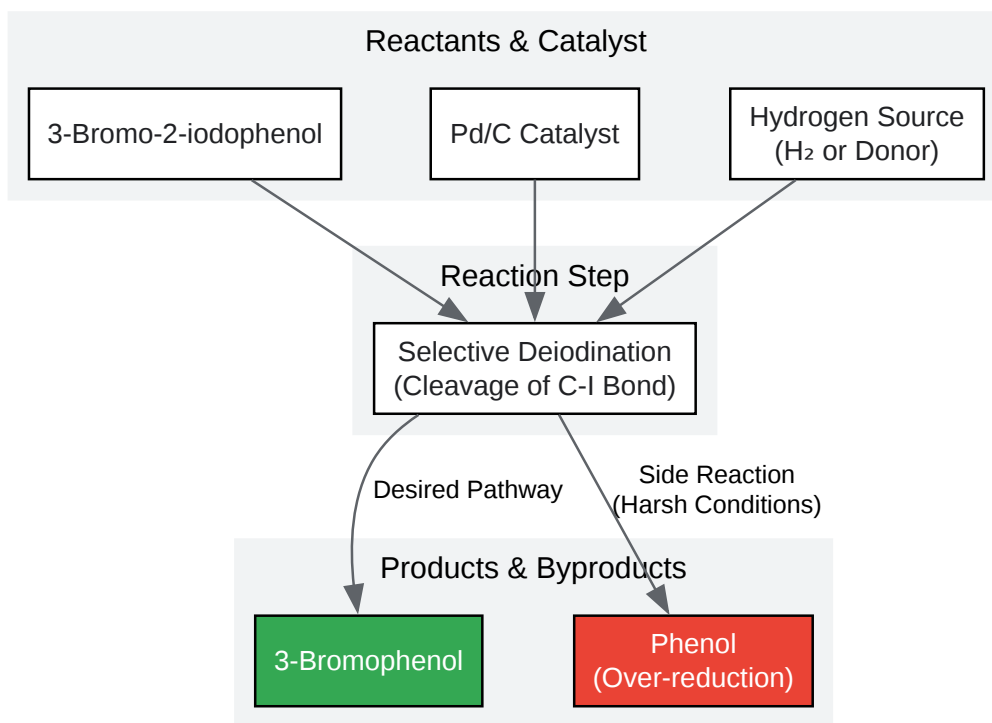 Reactants & Catalyst
3-Bromo-2-iodophenol
Pd/C Catalyst
Hydrogen Source
(H₂ or Donor)
Reaction Step
Selective Deiodination
(Cleavage of C-I Bond)
Desired Pathway
Side Reaction
(Harsh Conditions)
Products & Byproducts
3-Bromophenol
Phenol
(Over-reduction)